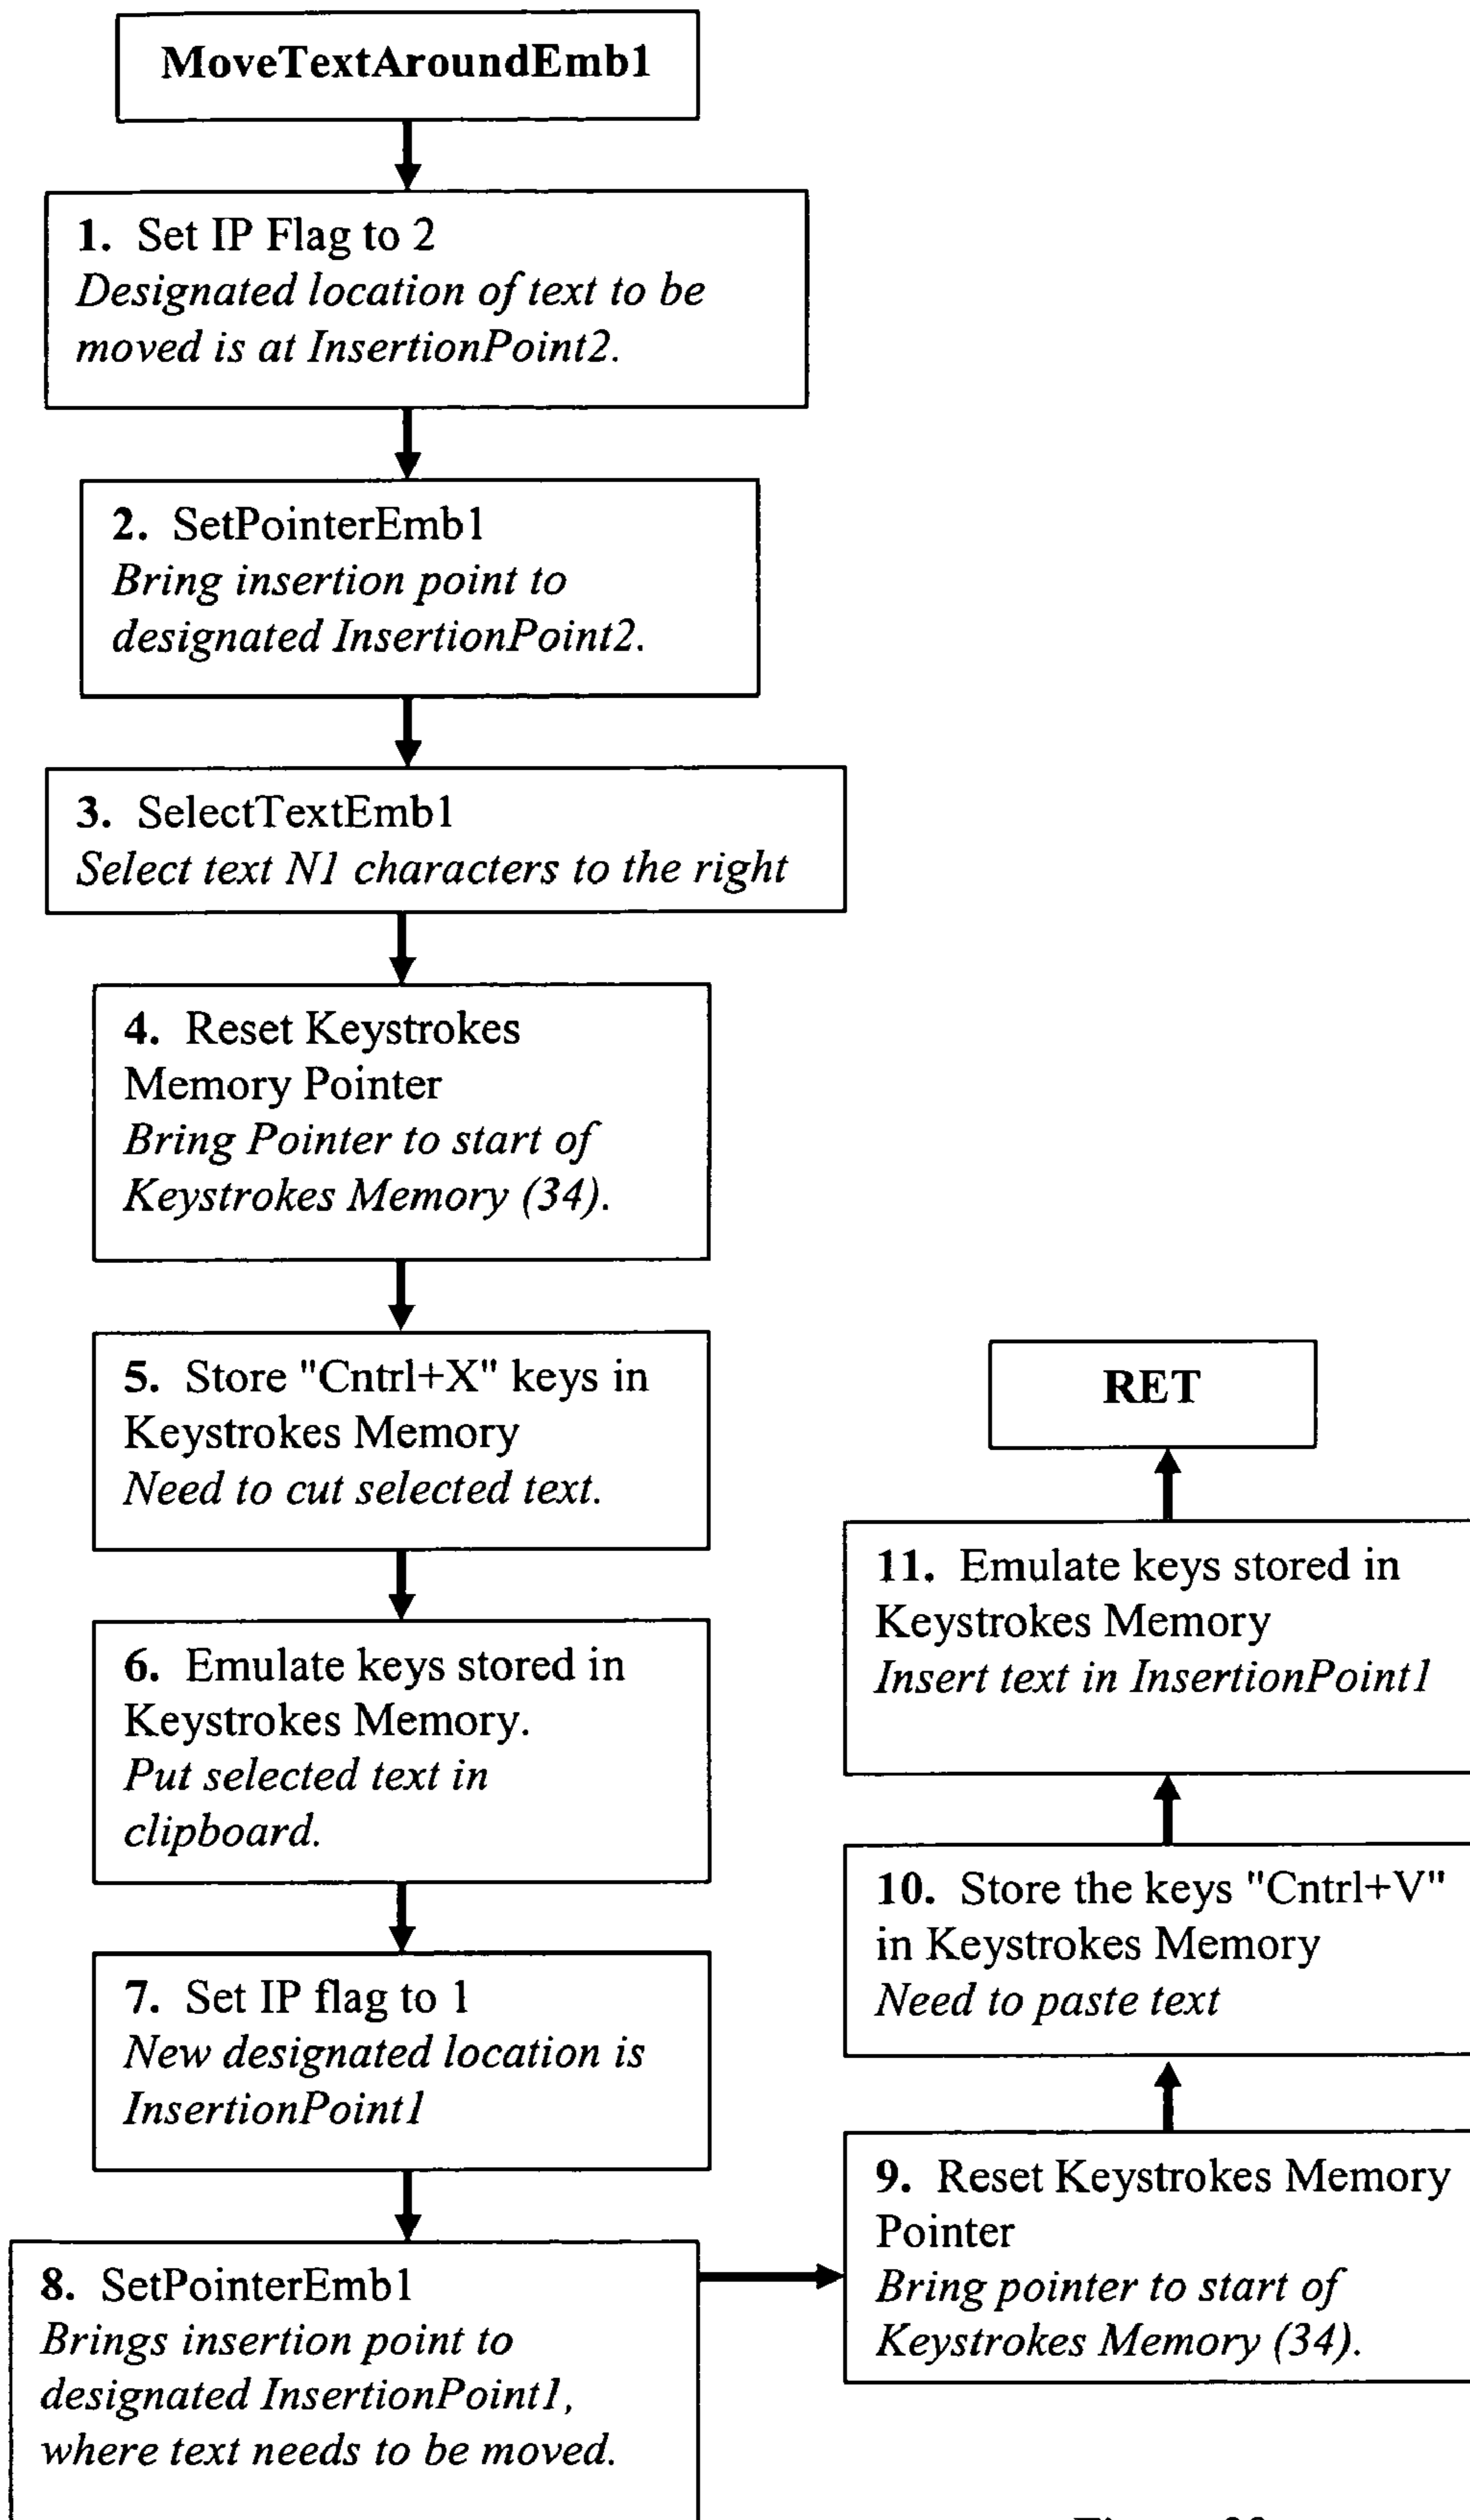 MoveTextAroundEmb1
1. Set IP Flag to 2
Designated location of text to be
moved is at InsertionPoint2.
2. SetPointerEmb1
Bring insertion point to
designated InsertionPoint2.
3. SelectTextEmb1
Select text N1 characters to the right
4. Reset Keystrokes
Memory Pointer
Bring Pointer to start of
Keystrokes Memory (34).
5. Store "Cntrl+X" keys in
Keystrokes Memory
Need to cut selected text.
6. Emulate keys stored in
Keystrokes Memory.
Put selected text in
clipboard.
7. Set IP flag to 1
New designated location is
InsertionPoint1
8. SetPointerEmb1
Brings insertion point to
designated InsertionPoint1,
where text needs to be moved.
9. Reset Keystrokes Memory
Pointer
Bring pointer to start of
Keystrokes Memory (34).
10. Store the keys "Cntrl+V"
in Keystrokes Memory
Need to paste text
11. Emulate keys stored in
Keystrokes Memory
Insert text in InsertionPoint1
RET